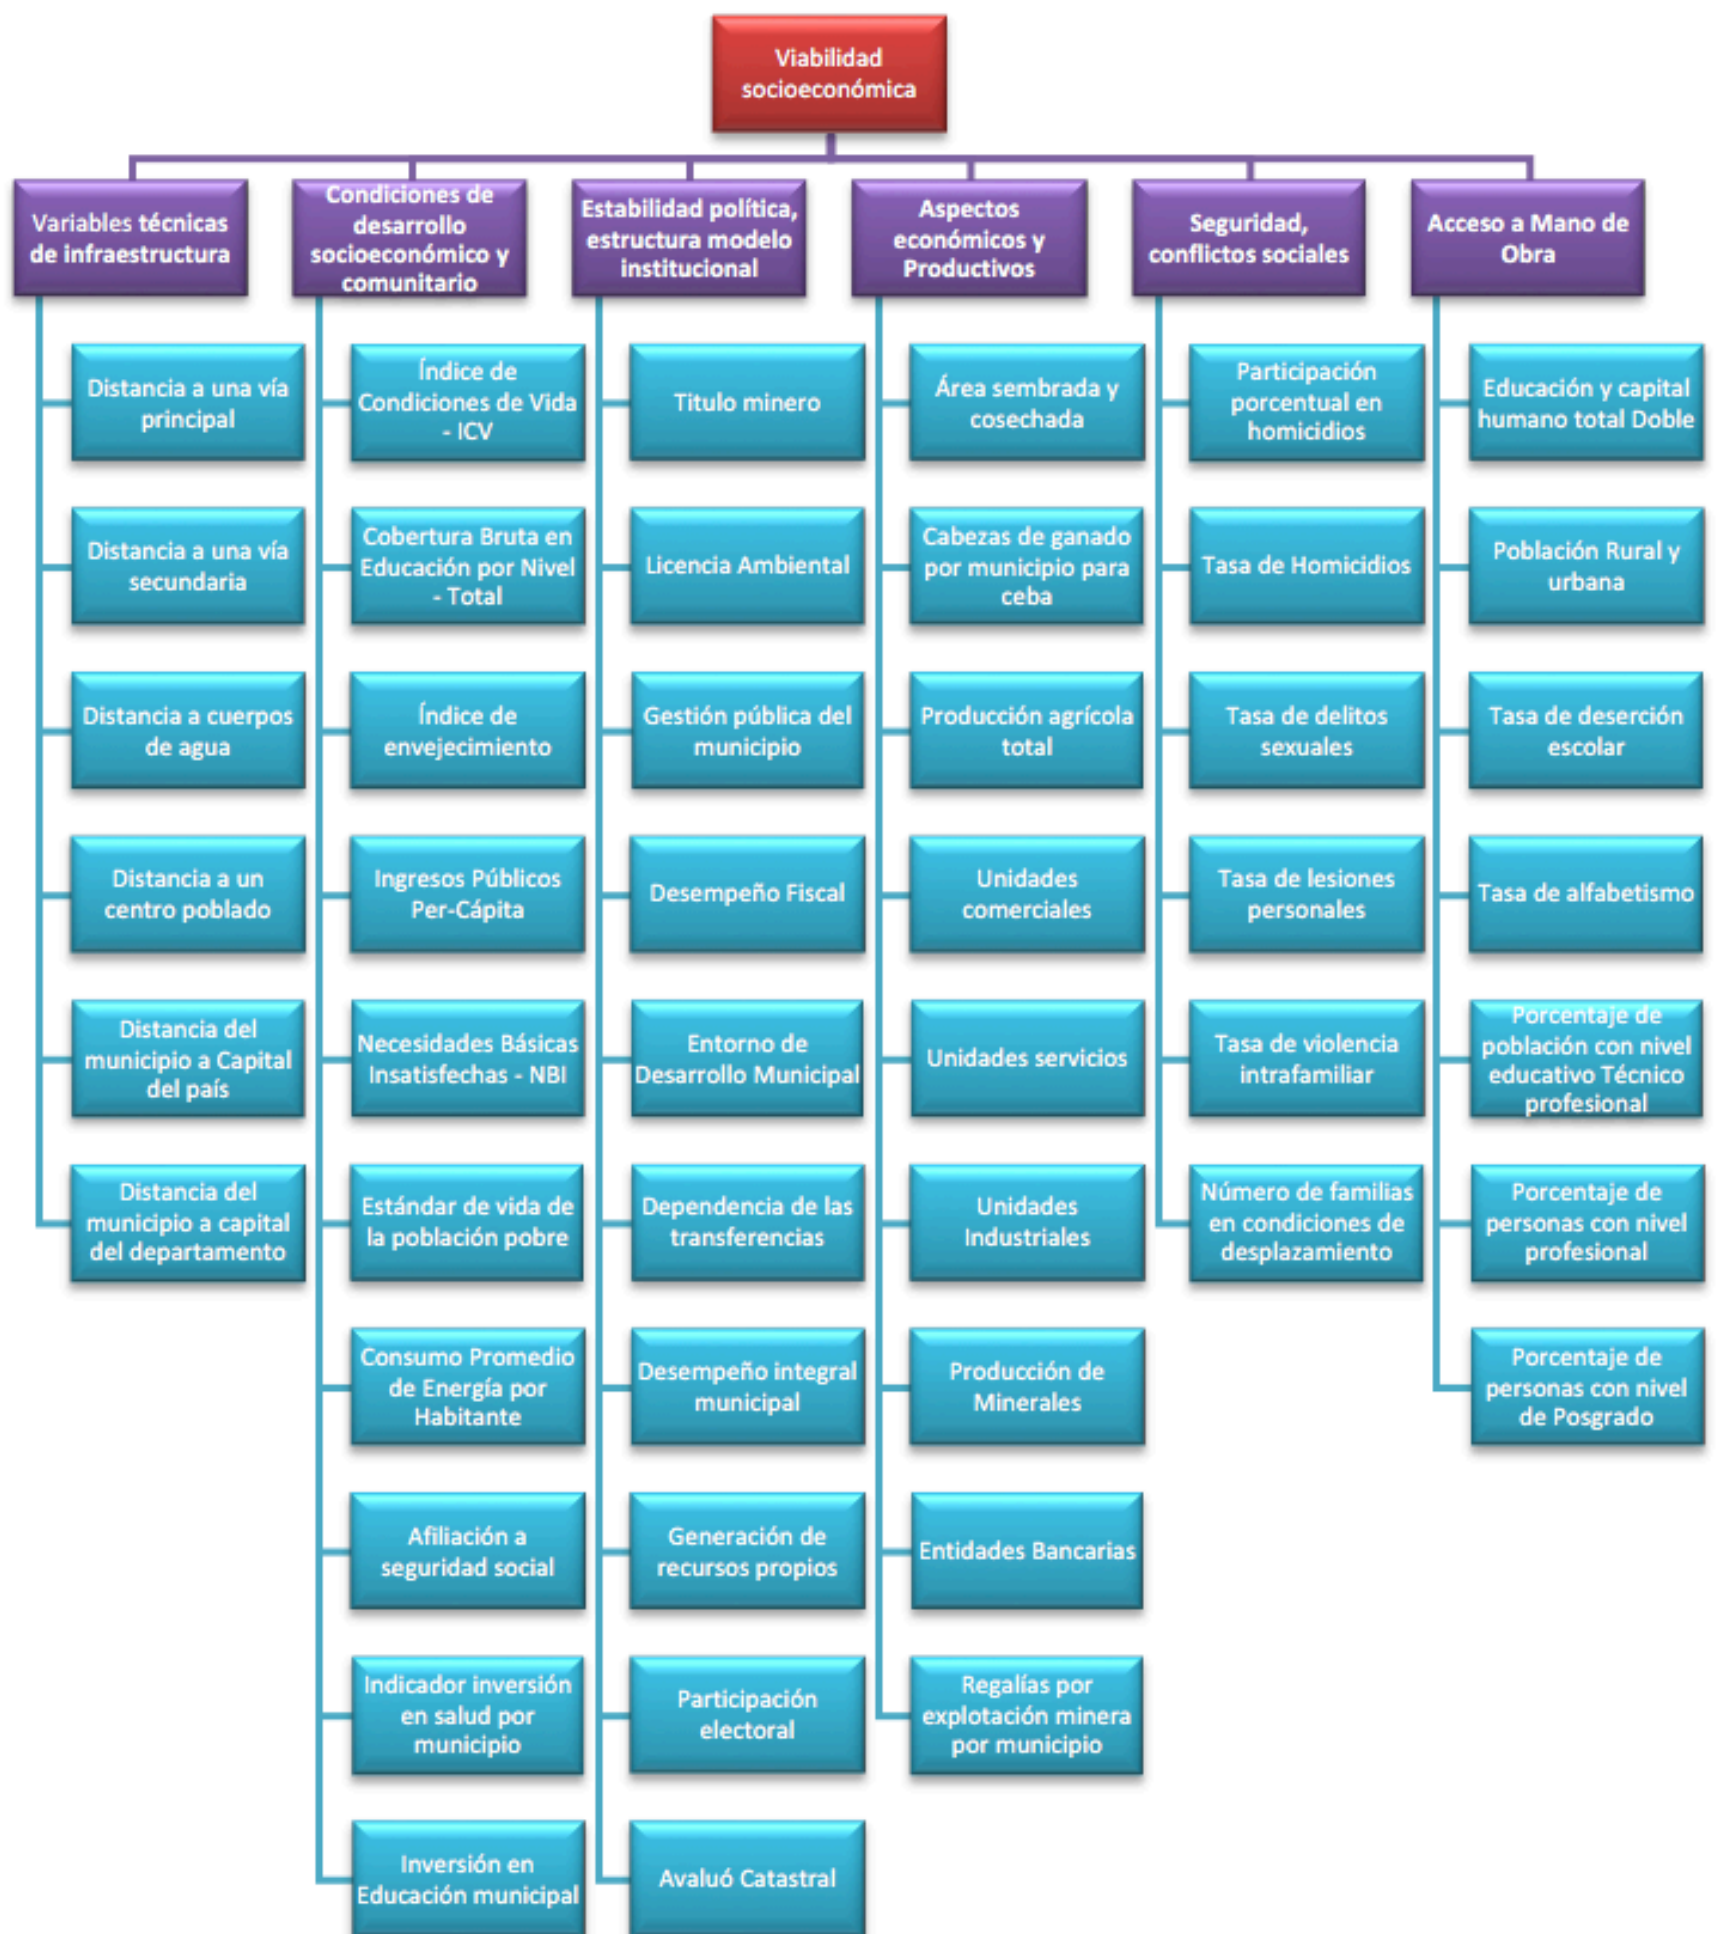 Viabilidad
socioeconómica
Variables técnicas
de infraestructura
Distancia a una vía
principal
Distancia a una vía
secundaria
Distancia a cuerpos
de agua
Distancia a un
centro poblado
Distancia del
municipio a Capital
del país
Distancia del
municipio a capital
del departamento
Condiciones de
desarrollo
socioeconómico y
comunitario
Índice de
Condiciones de Vida
- ICV
Cobertura Bruta en
Educación por Nivel
- Total
Índice de
envejecimiento
Ingresos Públicos
Per-Cápita
Necesidades Básicas
Insatisfechas - NBI
Estándar de vida de
la población pobre
Consumo Promedio
de Energía por
Habitante
Afiliación a
seguridad social
Indicador inversión
en salud por
municipio
Inversión en
Educación municipal
Estabilidad política,
estructura modelo
institucional
Titulo minero
Licencia Ambiental
Gestión pública del
municipio
Desempeño Fiscal
Entorno de
Desarrollo Municipal
Dependencia de las
transferencias
Desempeño integral
municipal
Generación de
recursos propios
Participación
electoral
Avaluó Catastral
Aspectos
económicos y
Productivos
Área sembrada y
cosechada
Cabezas de ganado
por municipio para
ceba
Producción agrícola
total
Unidades
comerciales
Unidades servicios
Unidades
Industriales
Producción de
Minerales
Entidades Bancarias
Regalías por
explotación minera
por municipio
Seguridad,
conflictos sociales
Participación
porcentual en
homicidios
Tasa de Homicidios
Tasa de delitos
sexuales
Tasa de lesiones
personales
Tasa de violencia
intrafamiliar
Número de familias
en condiciones de
desplazamiento
Acceso a Mano de
Obra
Educación y capital
humano total Doble
Población Rural y
urbana
Tasa de deserción
escolar
Tasa de alfabetismo
Porcentaje de
población con nivel
educativo Técnico
profesional
Porcentaje de
personas con nivel
profesional
Porcentaje de
personas con nivel
de Posgrado